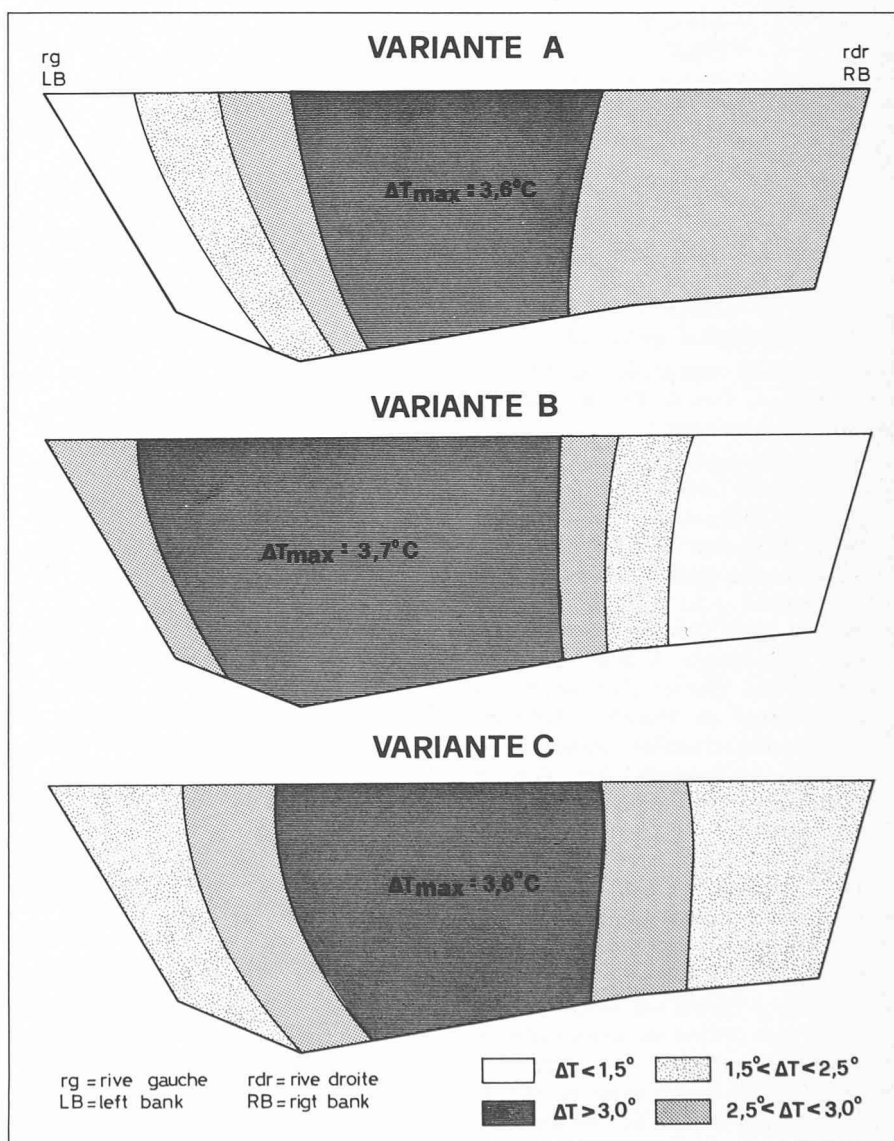 VARIANTE A
rg
LB
rdr
RB
ΔTmax = 3,6°C
VARIANTE B
ΔTmax = 3,7°C
VARIANTE C
ΔTmax = 3,6°C
rg = rive gauche
LB = left bank
rdr = rive droite
RB = rigt bank
ΔT < 1,5°
1,5° < ΔT < 2,5°
ΔT > 3,0°
2,5° < ΔT < 3,0°